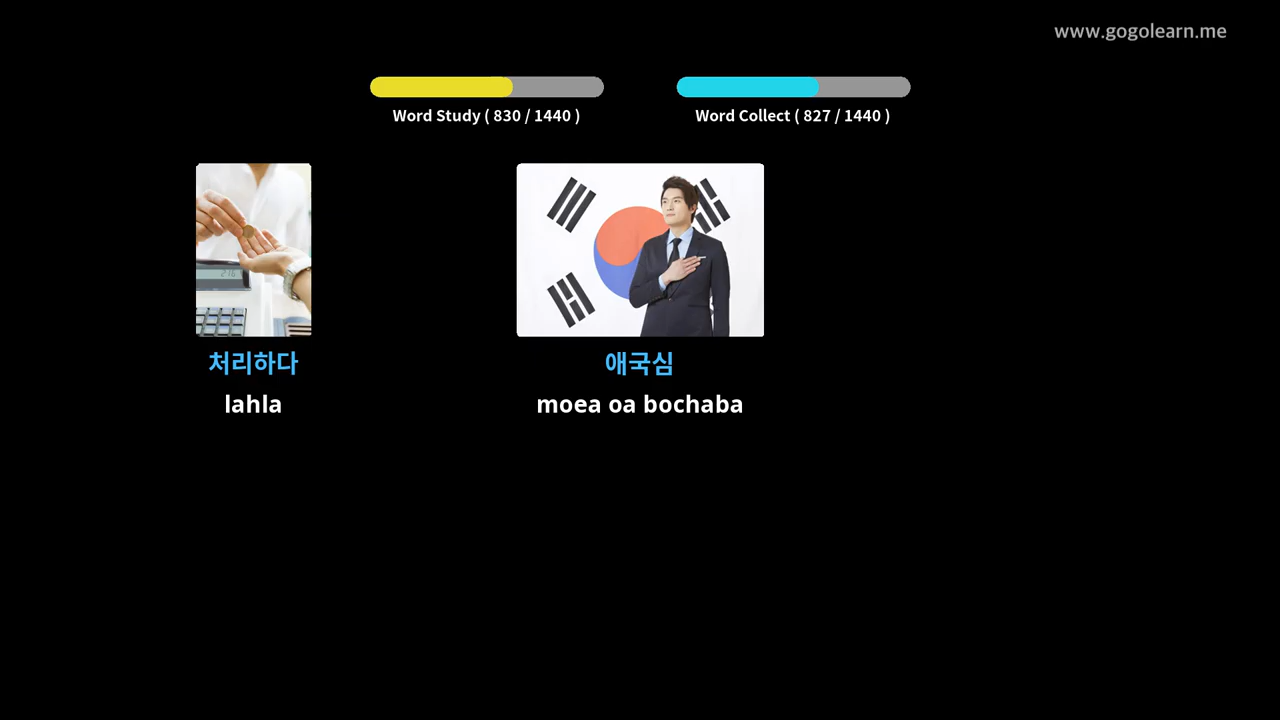 www.gogolearn.me
Word Study ( 830 / 1440 )
Word Collect ( 827 / 1440 )
처리하다
lahla
애국심
moea oa bochaba